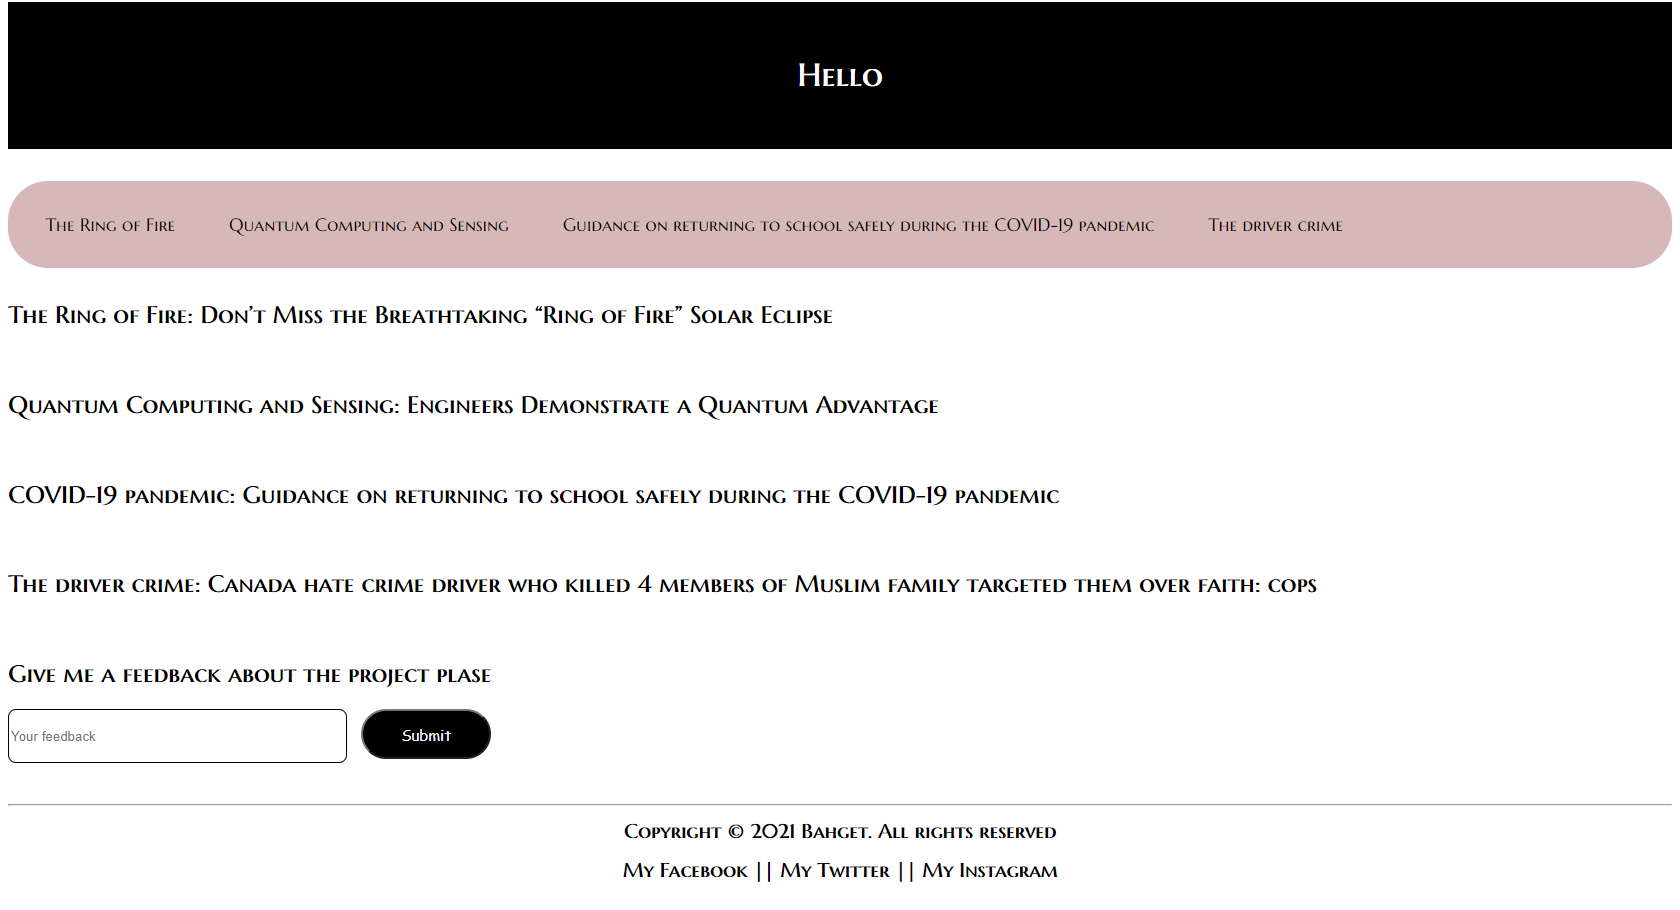 Hello
The Ring of Fire Quantum Computing and Sensing Guidance on returning to school safely during the COVID-19 pandemic The driver crime
The Ring of Fire: Don’t Miss the Breathtaking “Ring of Fire” Solar Eclipse
Quantum Computing and Sensing: Engineers Demonstrate a Quantum Advantage
COVID-19 pandemic: Guidance on returning to school safely during the COVID-19 pandemic
The driver crime: Canada hate crime driver who killed 4 members of Muslim family targeted them over faith: cops
Give me a feedback about the project plase
Your feedback Submit
Copyright © 2021 Bahget. All rights reserved
My Facebook || My Twitter || My Instagram